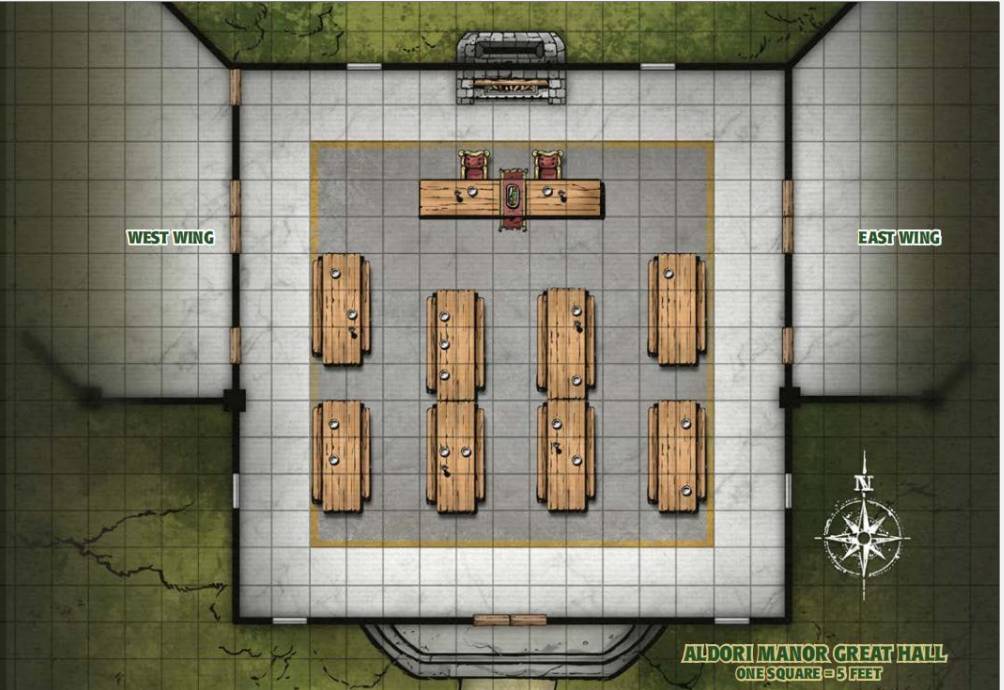 WEST WING
EAST WING
N
ALDORI MANOR GREAT HALL
ONE SQUARE = 5 FEET